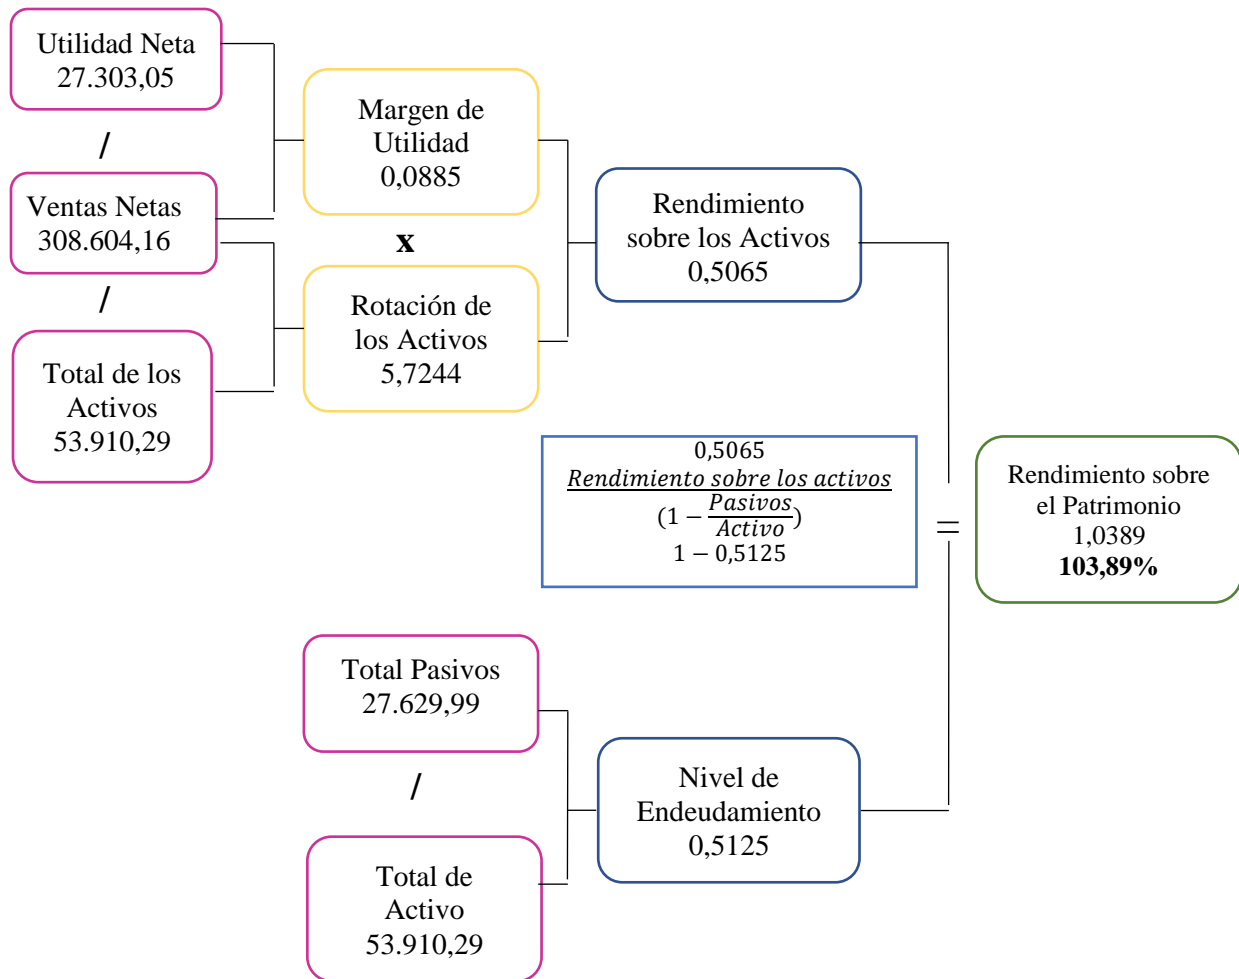 Utilidad Neta
27.303,05
/
Ventas Netas
308.604,16
/
Total de los
Activos
53.910,29
Margen de
Utilidad
0,0885
x
Rotación de
los Activos
5,7244
Rendimiento
sobre los Activos
0,5065
0,5065
Rendimiento sobre los activos
(1 − Pasivos/Activo)
1 − 0,5125
=
Rendimiento sobre
el Patrimonio
1,0389
103,89%
Total Pasivos
27.629,99
/
Total de
Activo
53.910,29
Nivel de
Endeudamiento
0,5125